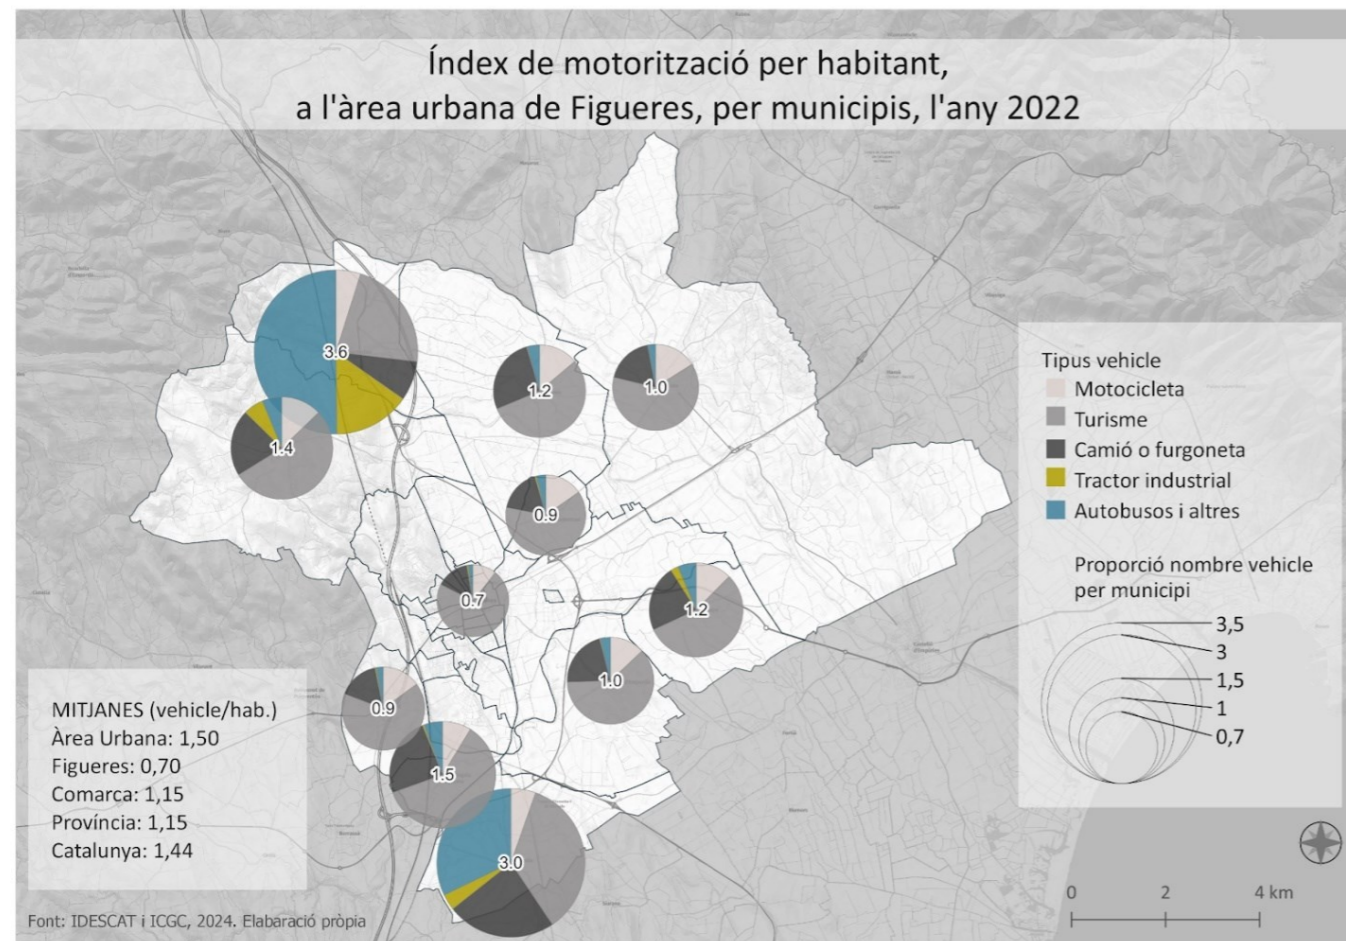 Índex de motorització per habitant,
a l'àrea urbana de Figueres, per municipis, l'any 2022
3.6
1.4
1.2
1.0
0.9
0.7
1.2
1.0
0.9
1.5
3.0
Tipus vehicle
Motocicleta
Turisme
Camió o furgoneta
Tractor industrial
Autobusos i altres
Proporció nombre vehicle
per municipi
3,5
3
1,5
1
0,7
MITJANES (vehicle/hab.)
Àrea Urbana: 1,50
Figueres: 0,70
Comarca: 1,15
Província: 1,15
Catalunya: 1,44
0 2 4 km
Font: IDESCAT i ICGC, 2024. Elabaració pròpia